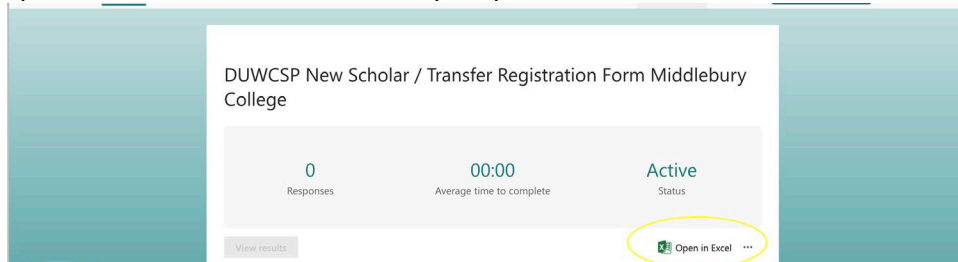 DUWCSP New Scholar / Transfer Registration Form Middlebury
College
0 00:00 Active
Responses Average time to complete Status
View results Open in Excel